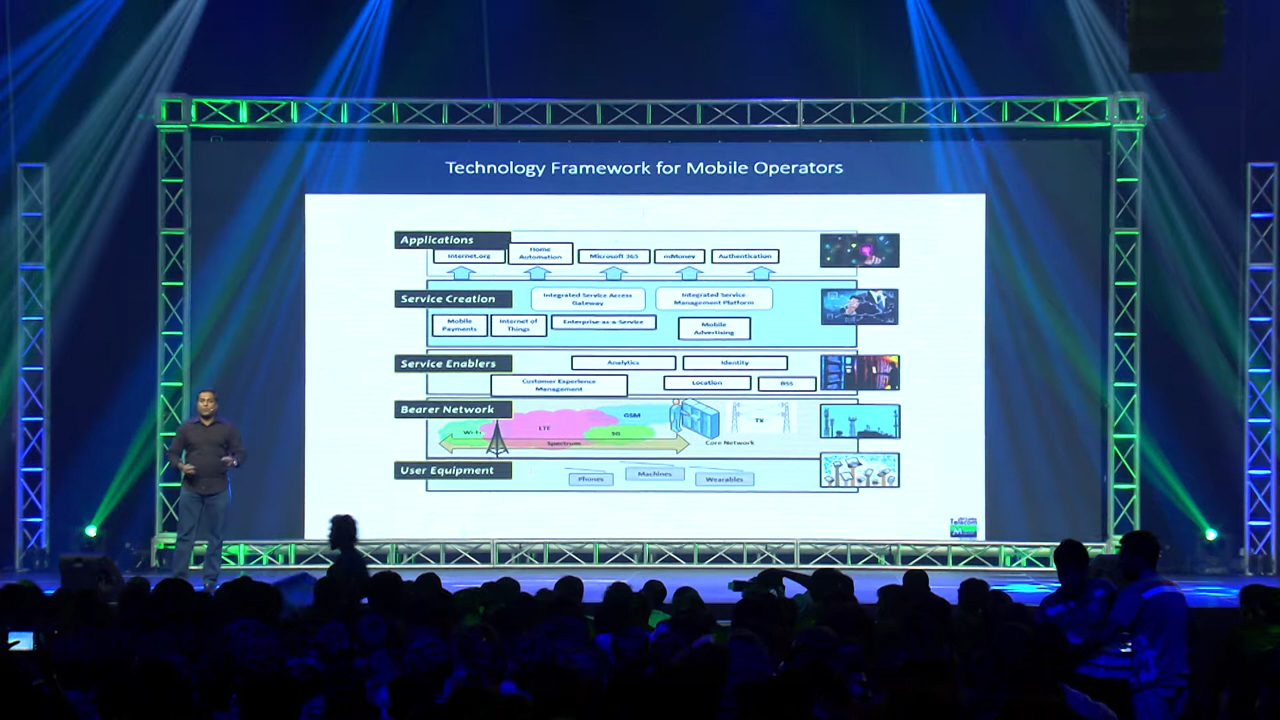 Technology Framework for Mobile Operators
Applications
Internet.org
Home
Automation
Microsoft 365
mMoney
Authentication
Service Creation
Integrated Service Access
Gateway
Integrated Service
Management Platform
Mobile
Payments
Internet of
Things
Enterprise-as-a-Service
Mobile
Advertising
Service Enablers
Analytics
Identity
Customer Experience
Management
Location
BSS
Bearer Network
Wi-Fi
LTE
GSM
3G
TX
Spectrum
Core Network
User Equipment
Phones
Machines
Wearables
Telecom